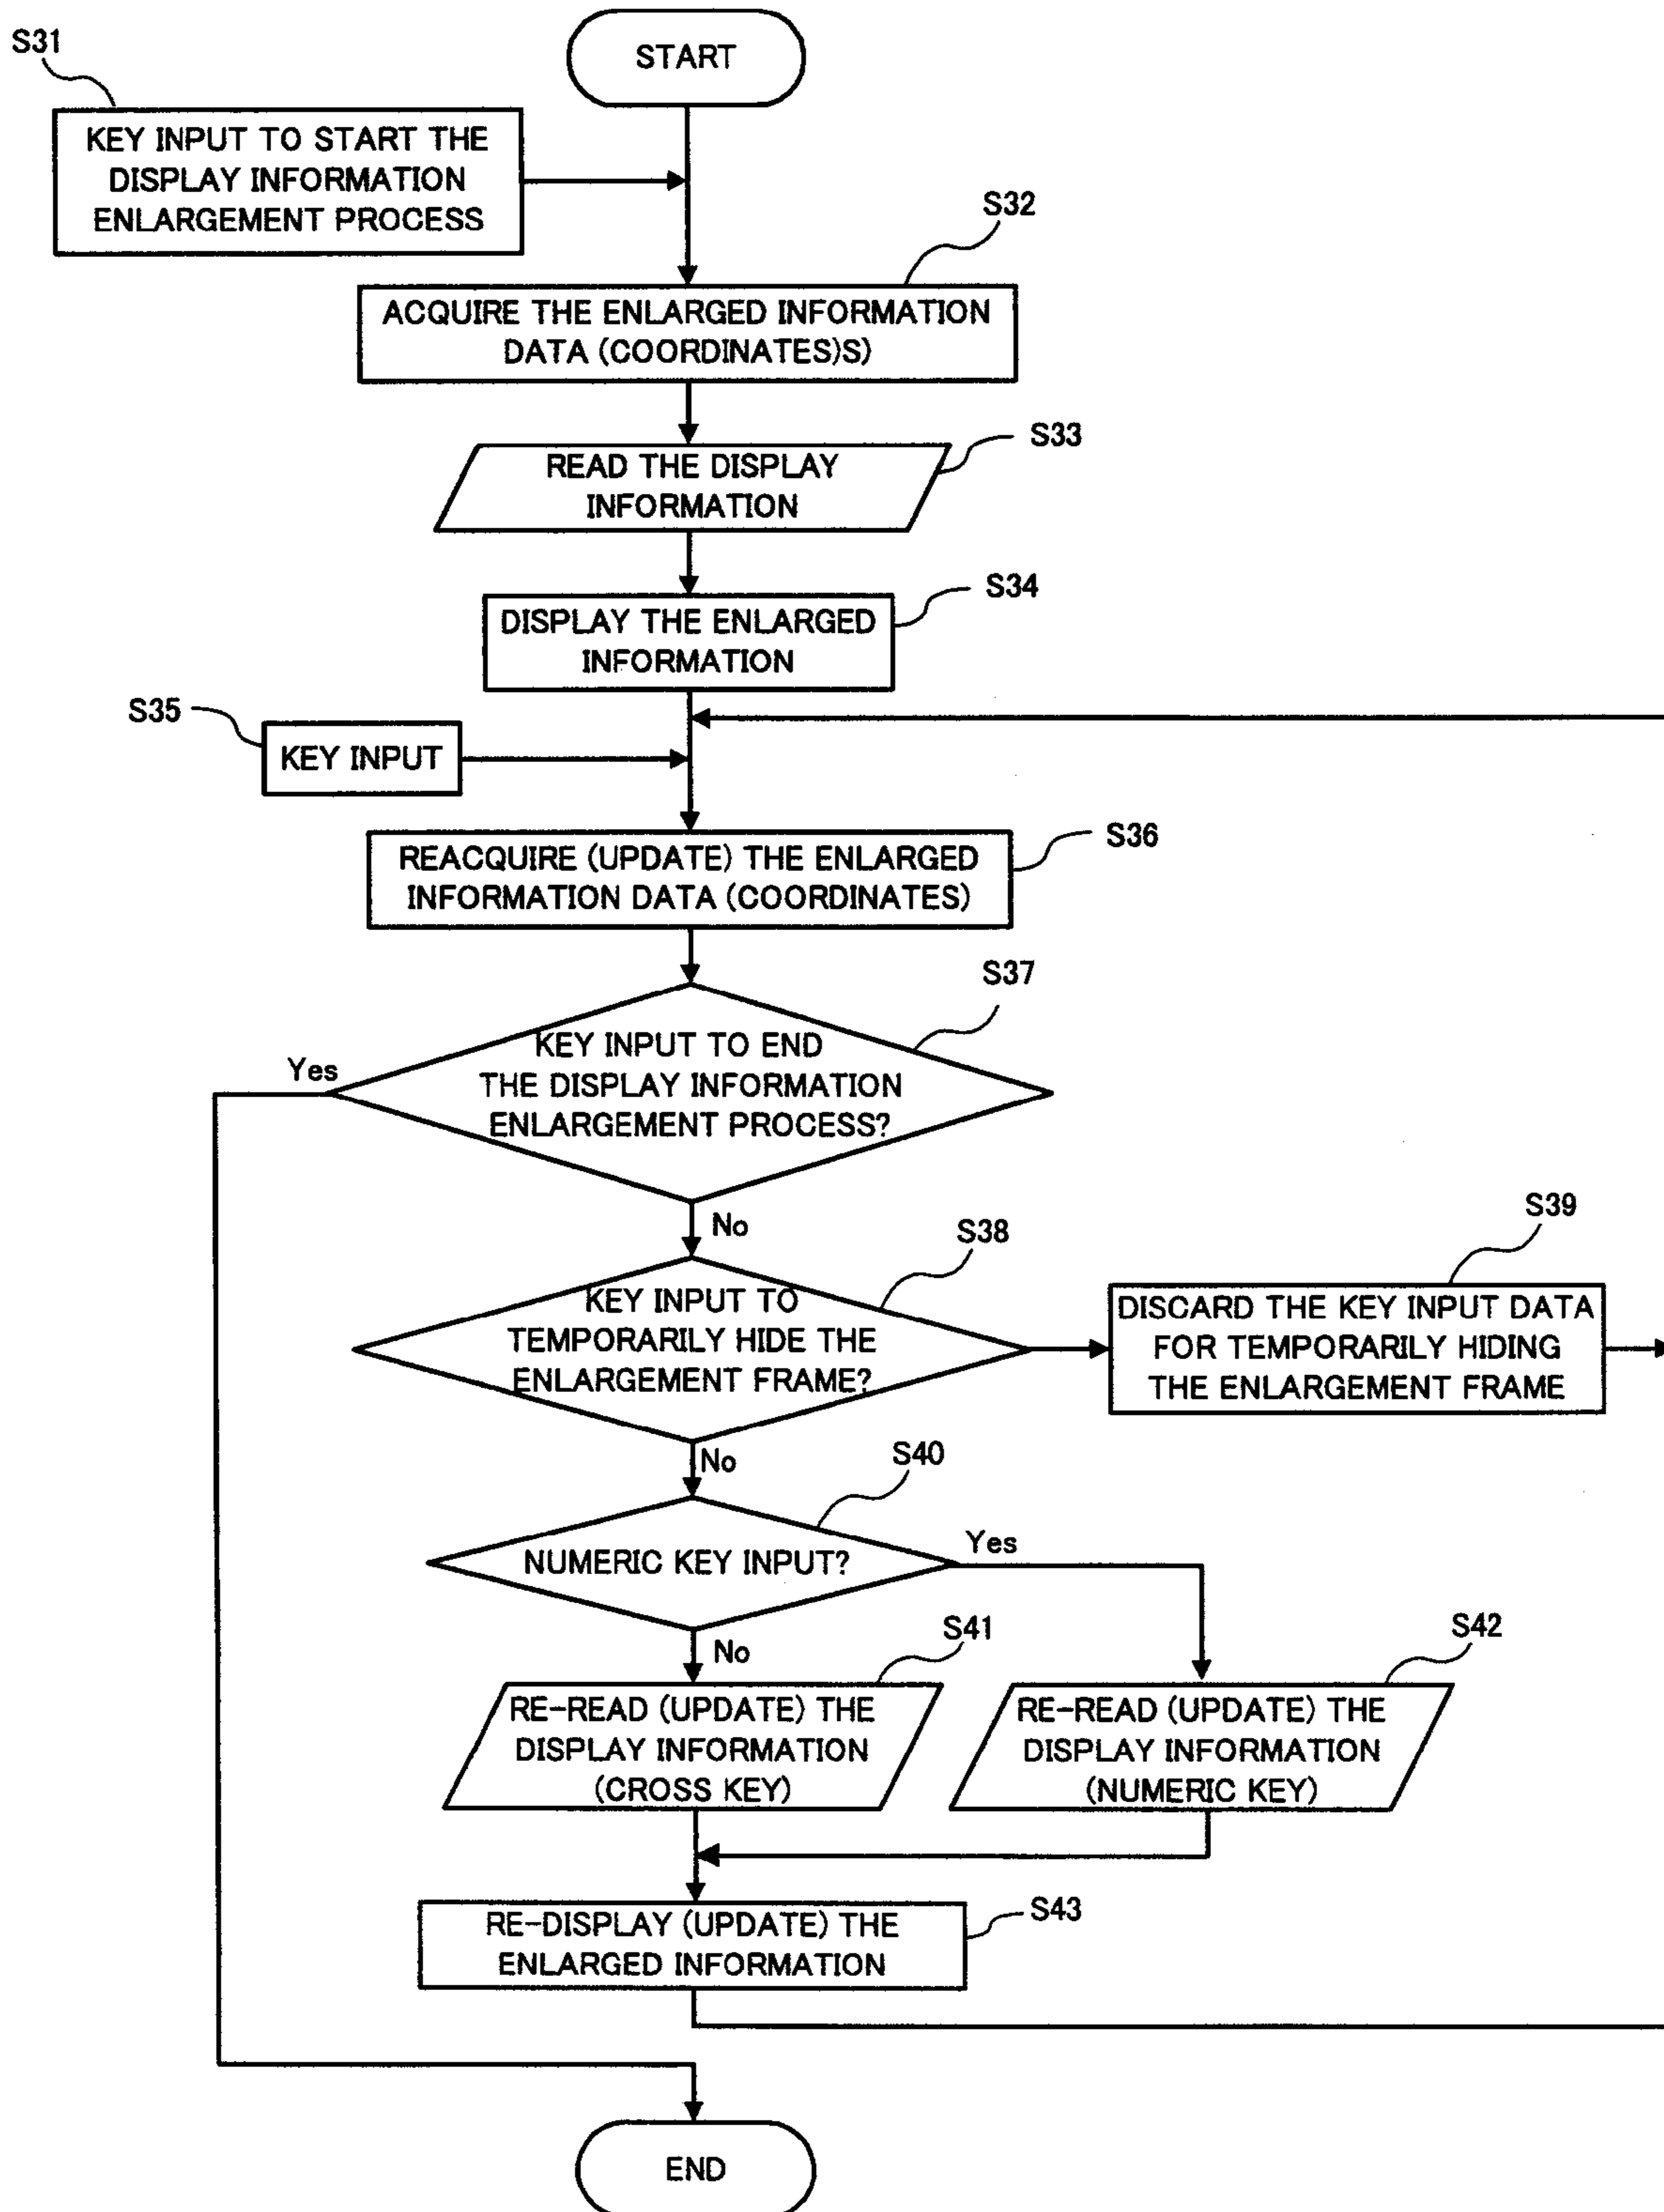 START
S31
KEY INPUT TO START THE
DISPLAY INFORMATION
ENLARGEMENT PROCESS
S32
ACQUIRE THE ENLARGED INFORMATION
DATA (COORDINATES)S)
S33
READ THE DISPLAY
INFORMATION
S34
DISPLAY THE ENLARGED
INFORMATION
S35
KEY INPUT
S36
REACQUIRE (UPDATE) THE ENLARGED
INFORMATION DATA (COORDINATES)
S37
KEY INPUT TO END
THE DISPLAY INFORMATION
ENLARGEMENT PROCESS?
Yes
No
S38
KEY INPUT TO
TEMPORARILY HIDE THE
ENLARGEMENT FRAME?
S39
DISCARD THE KEY INPUT DATA
FOR TEMPORARILY HIDING
THE ENLARGEMENT FRAME
No
S40
NUMERIC KEY INPUT?
Yes
No
S41
RE-READ (UPDATE) THE
DISPLAY INFORMATION
(CROSS KEY)
S42
RE-READ (UPDATE) THE
DISPLAY INFORMATION
(NUMERIC KEY)
S43
RE-DISPLAY (UPDATE) THE
ENLARGED INFORMATION
END